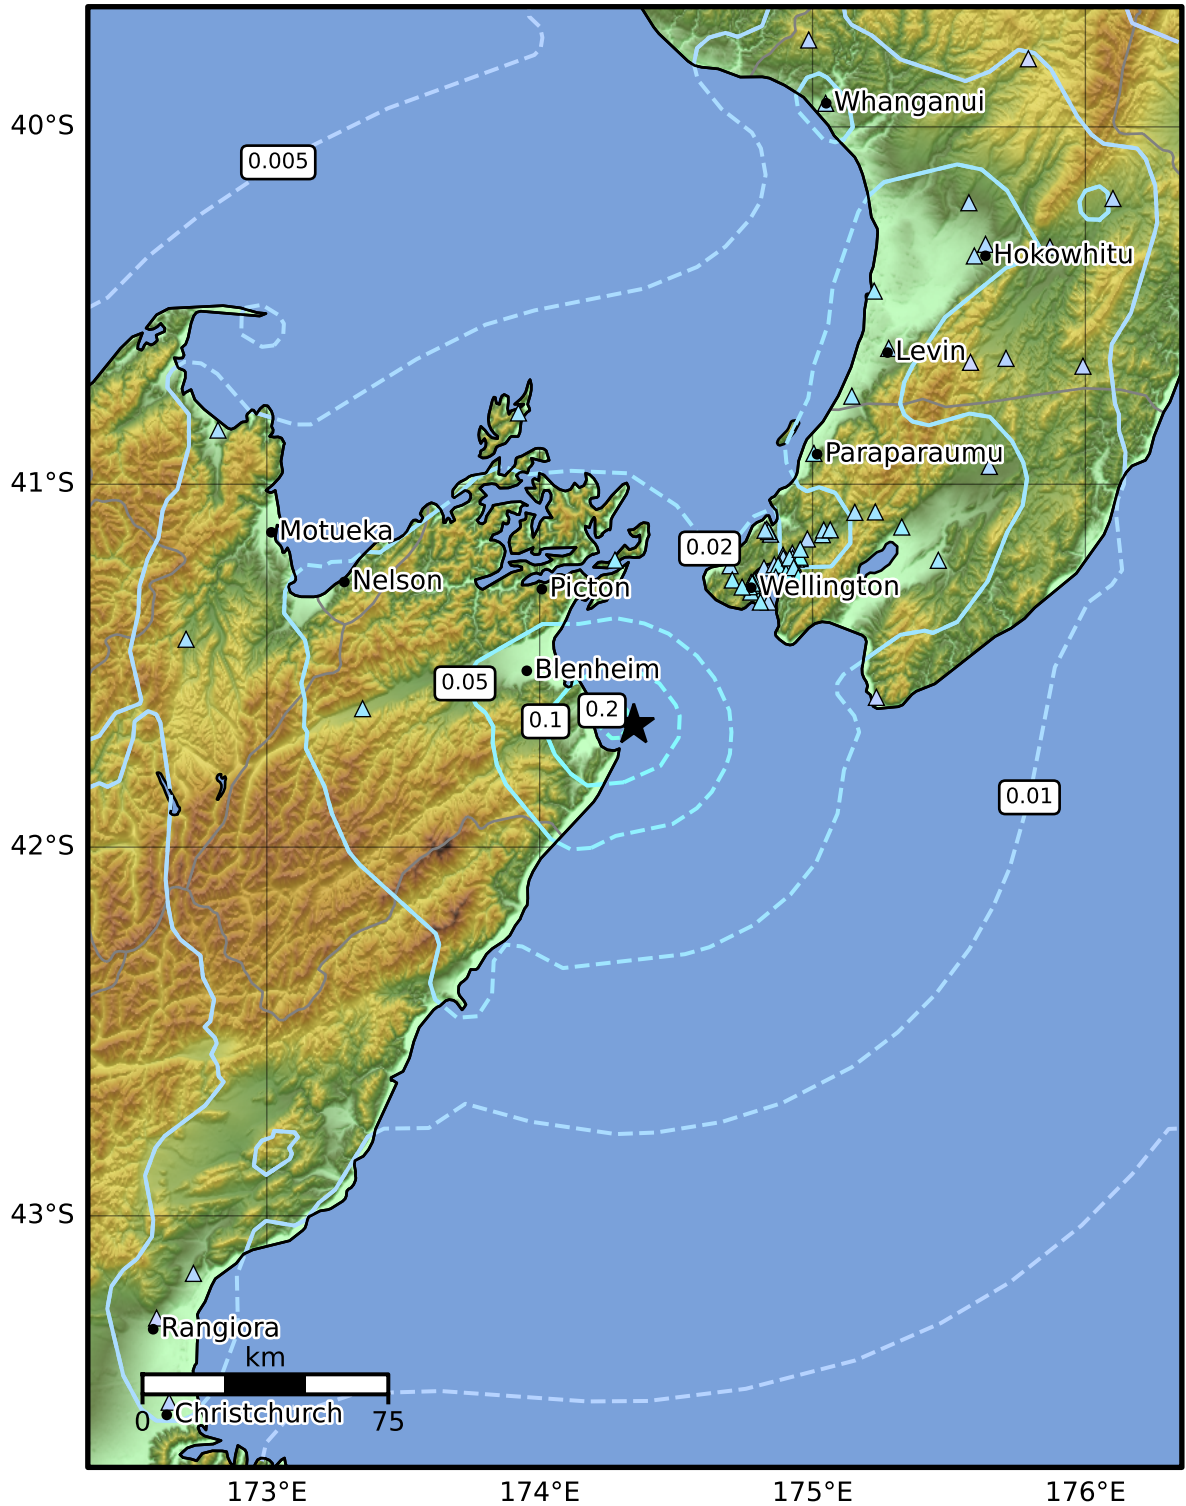 Whanganui
40°S
0.005
Hokowhitu
Levin
Paraparaumu
41°S
Motueka
0.02
Nelson
Picton
Wellington
Blenheim
0.05
0.2
0.1
0.01
42°S
43°S
Rangiora
km
0
75
Christchurch
173°E
174°E
175°E
176°E